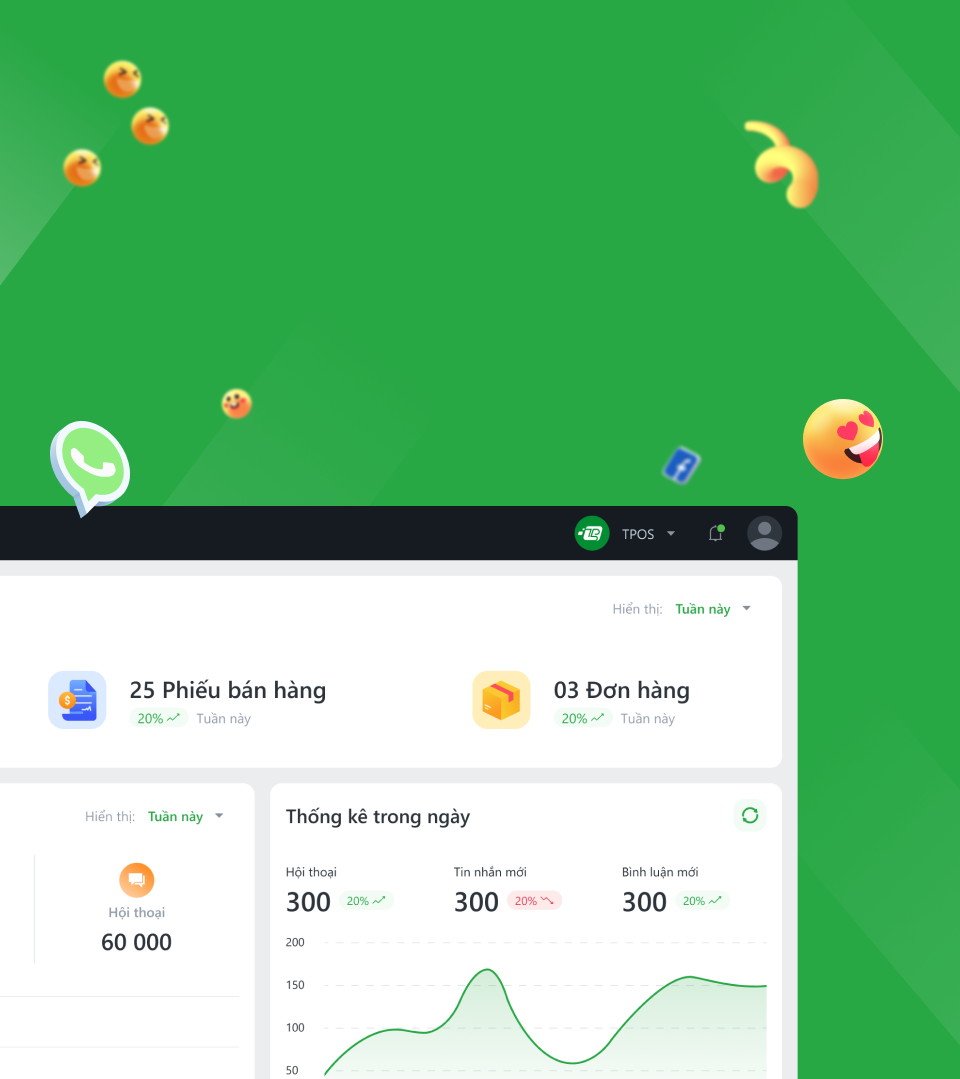 TPOS
Hiển thị: Tuần này
25 Phiếu bán hàng
20% Tuần này
03 Đơn hàng
20% Tuần này
Hiển thị: Tuần này
Hội thoại
60 000
Thống kê trong ngày
Hội thoại
300 20%
Tin nhắn mới
300 20%
Bình luận mới
300 20%
200
150
100
50